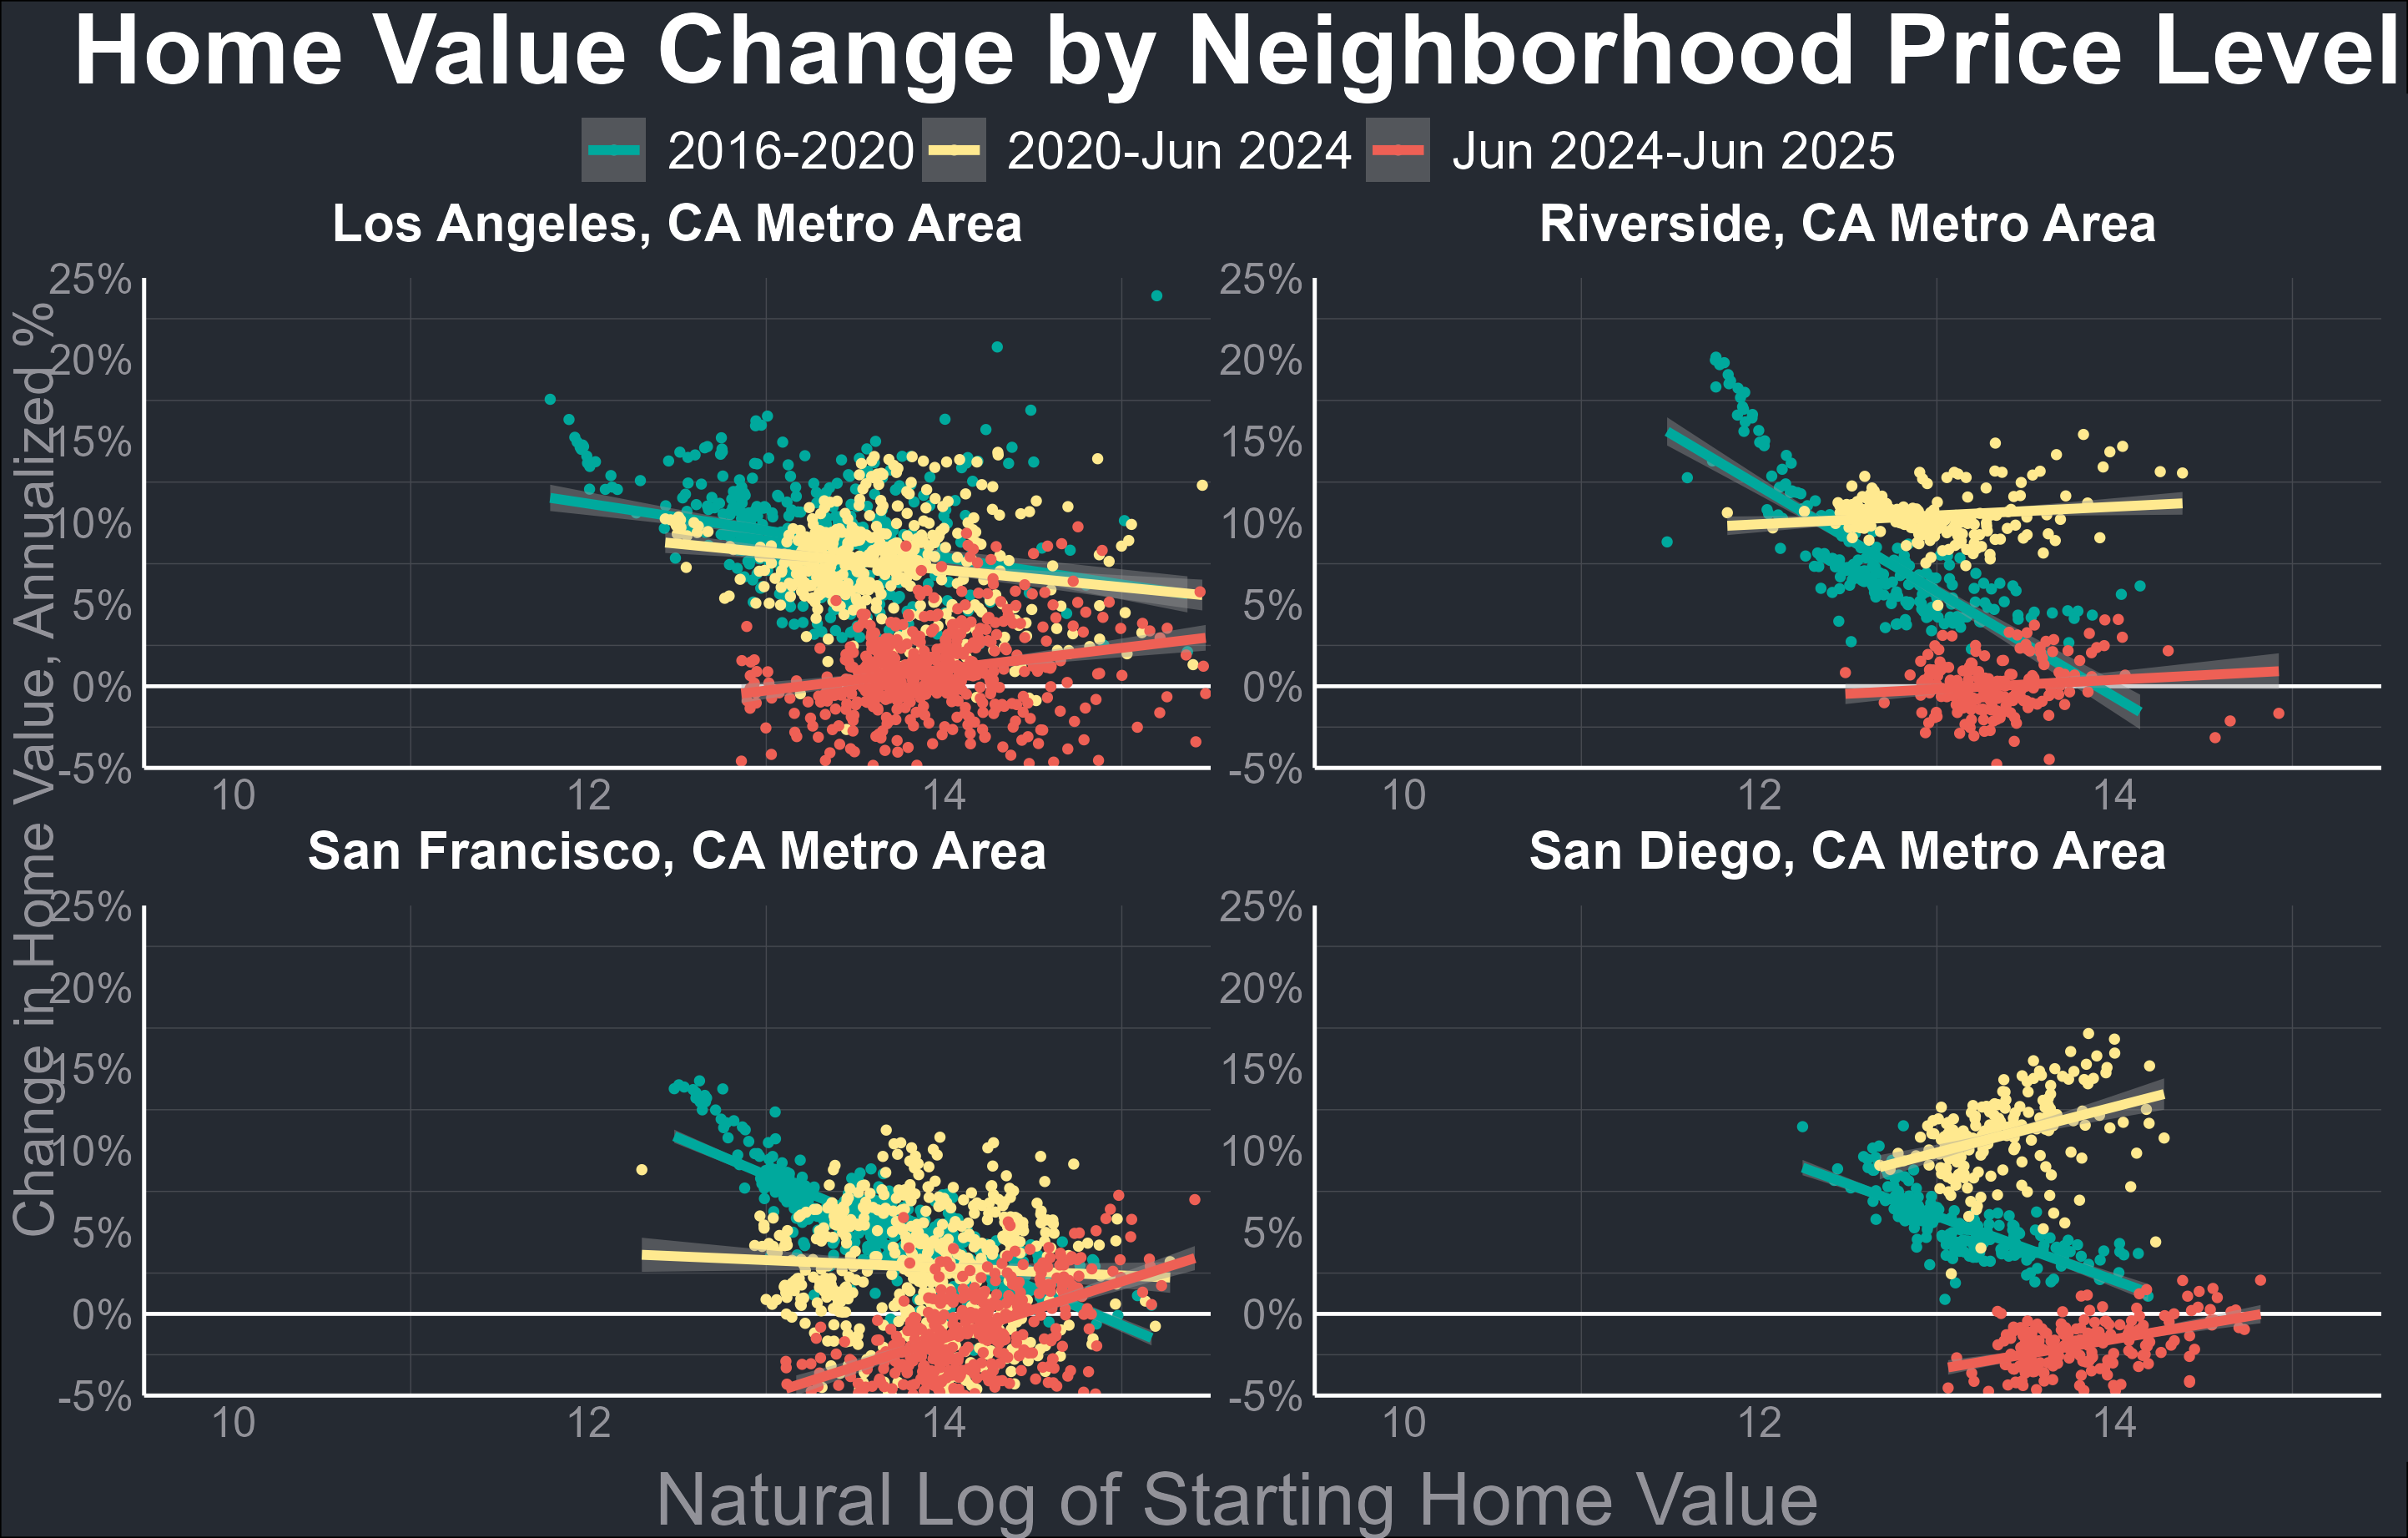 Home Value Change by Neighborhood Price Level
2016-2020 2020-Jun 2024 Jun 2024-Jun 2025
Change in Home Value, Annualized %
Los Angeles, CA Metro Area
25%
20%
15%
10%
5%
0%
-5%
10 12 14
Riverside, CA Metro Area
25%
20%
15%
10%
5%
0%
-5%
10 12 14
San Francisco, CA Metro Area
25%
20%
15%
10%
5%
0%
-5%
10 12 14
San Diego, CA Metro Area
25%
20%
15%
10%
5%
0%
-5%
10 12 14
Natural Log of Starting Home Value